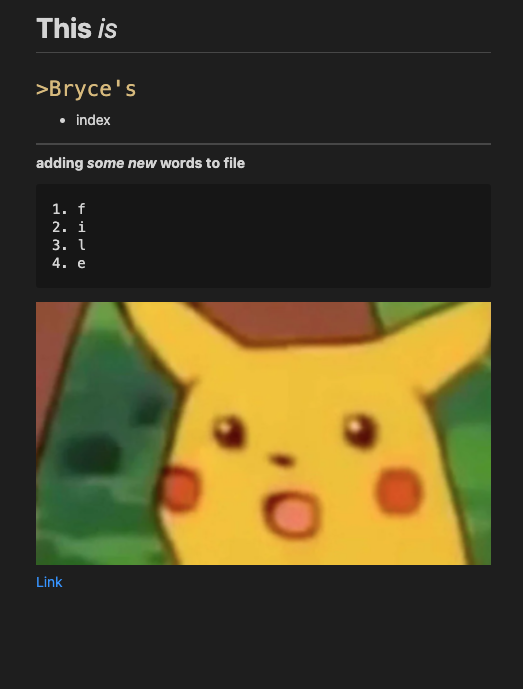 This is
>Bryce's
• index
adding some new words to file
1. f
2. i
3. l
4. e
Link